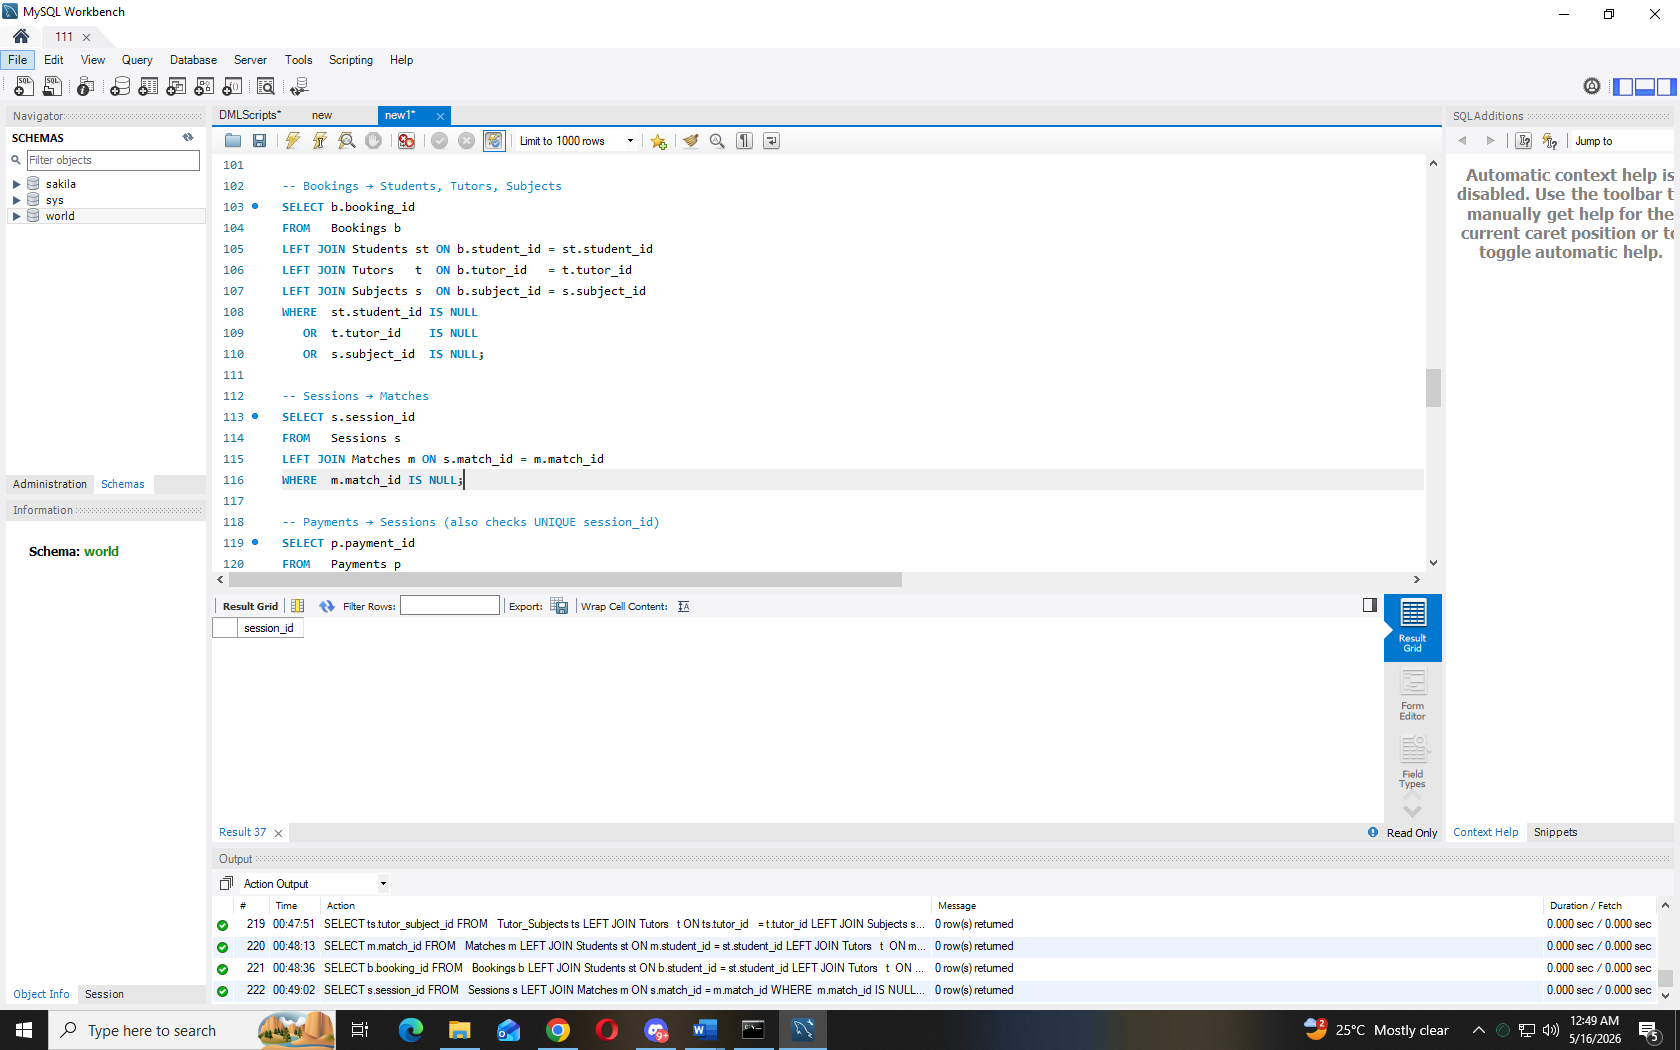 MySQL Workbench
111
File Edit View Query Database Server Tools Scripting Help
Navigator
SCHEMAS
Filter objects
sakila
sys
world
Administration Schemas
Information
Schema: world
Object Info Session
DMLScripts* new new1*
Limit to 1000 rows
101
102 -- Bookings → Students, Tutors, Subjects
103 SELECT b.booking_id
104 FROM Bookings b
105 LEFT JOIN Students st ON b.student_id = st.student_id
106 LEFT JOIN Tutors t ON b.tutor_id = t.tutor_id
107 LEFT JOIN Subjects s ON b.subject_id = s.subject_id
108 WHERE st.student_id IS NULL
109 OR t.tutor_id IS NULL
110 OR s.subject_id IS NULL;
111
112 -- Sessions → Matches
113 SELECT s.session_id
114 FROM Sessions s
115 LEFT JOIN Matches m ON s.match_id = m.match_id
116 WHERE m.match_id IS NULL;
117
118 -- Payments → Sessions (also checks UNIQUE session_id)
119 SELECT p.payment_id
120 FROM Payments p
Result Grid Filter Rows: Export: Wrap Cell Content:
session_id
Result Grid
Form Editor
Field Types
Result 37
Read Only
SQLAdditions
Jump to
Automatic context help is
disabled. Use the toolbar t
manually get help for the
current caret position or to
toggle automatic help.
Context Help Snippets
Output
Action Output
# Time Action Message Duration / Fetch
219 00:47:51 SELECT ts.tutor_subject_id FROM Tutor_Subjects ts LEFT JOIN Tutors t ON ts.tutor_id = t.tutor_id LEFT JOIN Subjects s... 0 row(s) returned 0.000 sec / 0.000 sec
220 00:48:13 SELECT m.match_id FROM Matches m LEFT JOIN Students st ON m.student_id = st.student_id LEFT JOIN Tutors t ON m... 0 row(s) returned 0.000 sec / 0.000 sec
221 00:48:36 SELECT b.booking_id FROM Bookings b LEFT JOIN Students st ON b.student_id = st.student_id LEFT JOIN Tutors t ON ... 0 row(s) returned 0.000 sec / 0.000 sec
222 00:49:02 SELECT s.session_id FROM Sessions s LEFT JOIN Matches m ON s.match_id = m.match_id WHERE m.match_id IS NULL... 0 row(s) returned 0.000 sec / 0.000 sec
Type here to search
9+
2
25°C Mostly clear
12:49 AM
5/16/2026
5